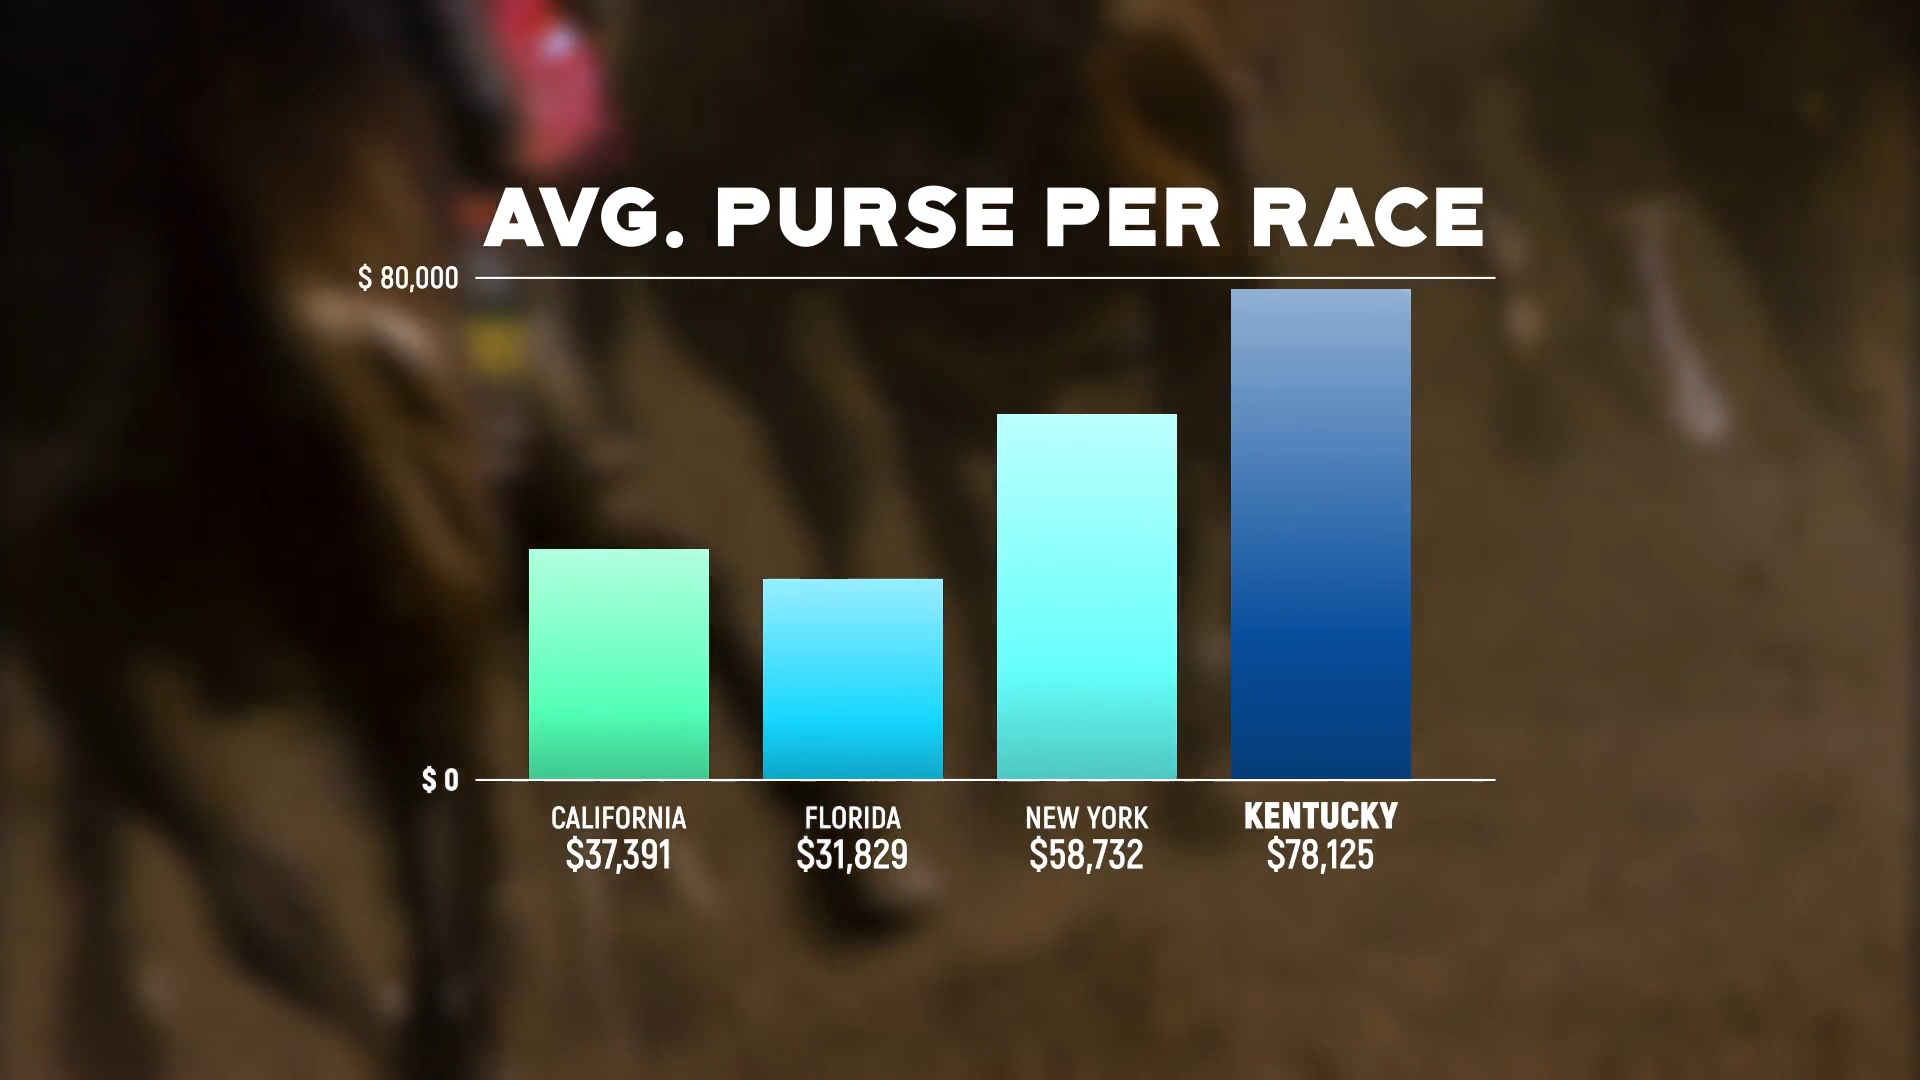 AVG. PURSE PER RACE
$ 80,000
$ 0
CALIFORNIA
$37,391
FLORIDA
$31,829
NEW YORK
$58,732
KENTUCKY
$78,125